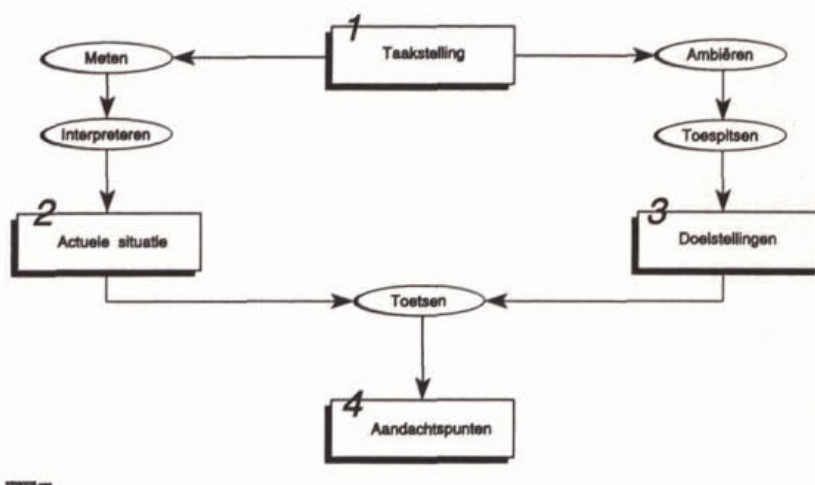 1
Taakstelling
Meten
Ambiëren
Interpreteren
Toespitsen
2
Actuele situatie
3
Doelstellingen
Toetsen
4
Aandachtspunten